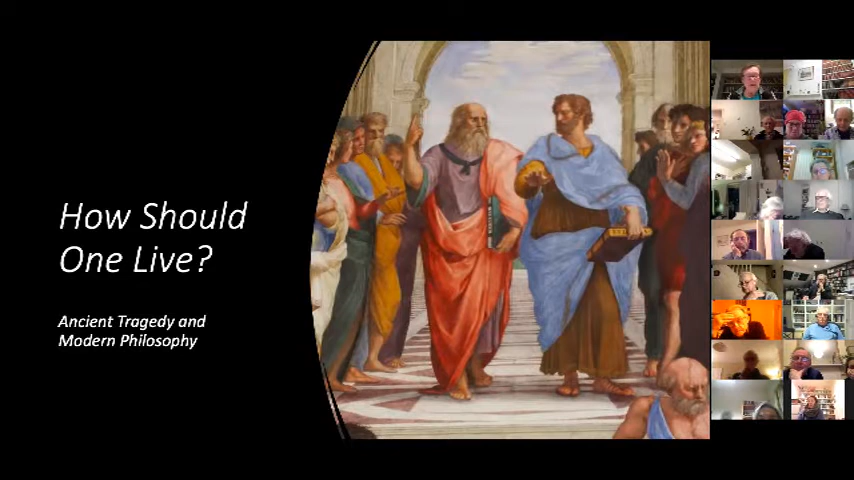 How Should
One Live?
Ancient Tragedy and
Modern Philosophy